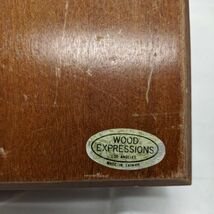 WOOD
EXPRESSIONS
LOS ANGELES
MADE IN TAIWAN